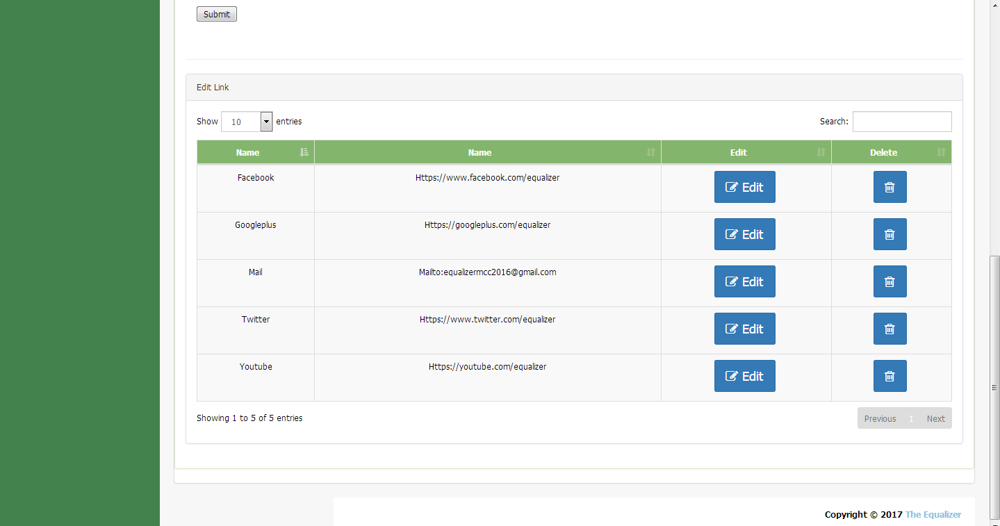 Submit
Edit Link
Show 10 entries Search:
Name Name Edit Delete
Facebook Https://www.facebook.com/equalizer Edit
Googleplus Https://googleplus.com/equalizer Edit
Mail Mailto:equalizermcc2016@gmail.com Edit
Twitter Https://www.twitter.com/equalizer Edit
Youtube Https://youtube.com/equalizer Edit
Showing 1 to 5 of 5 entries Previous 1 Next
Copyright © 2017 The Equalizer